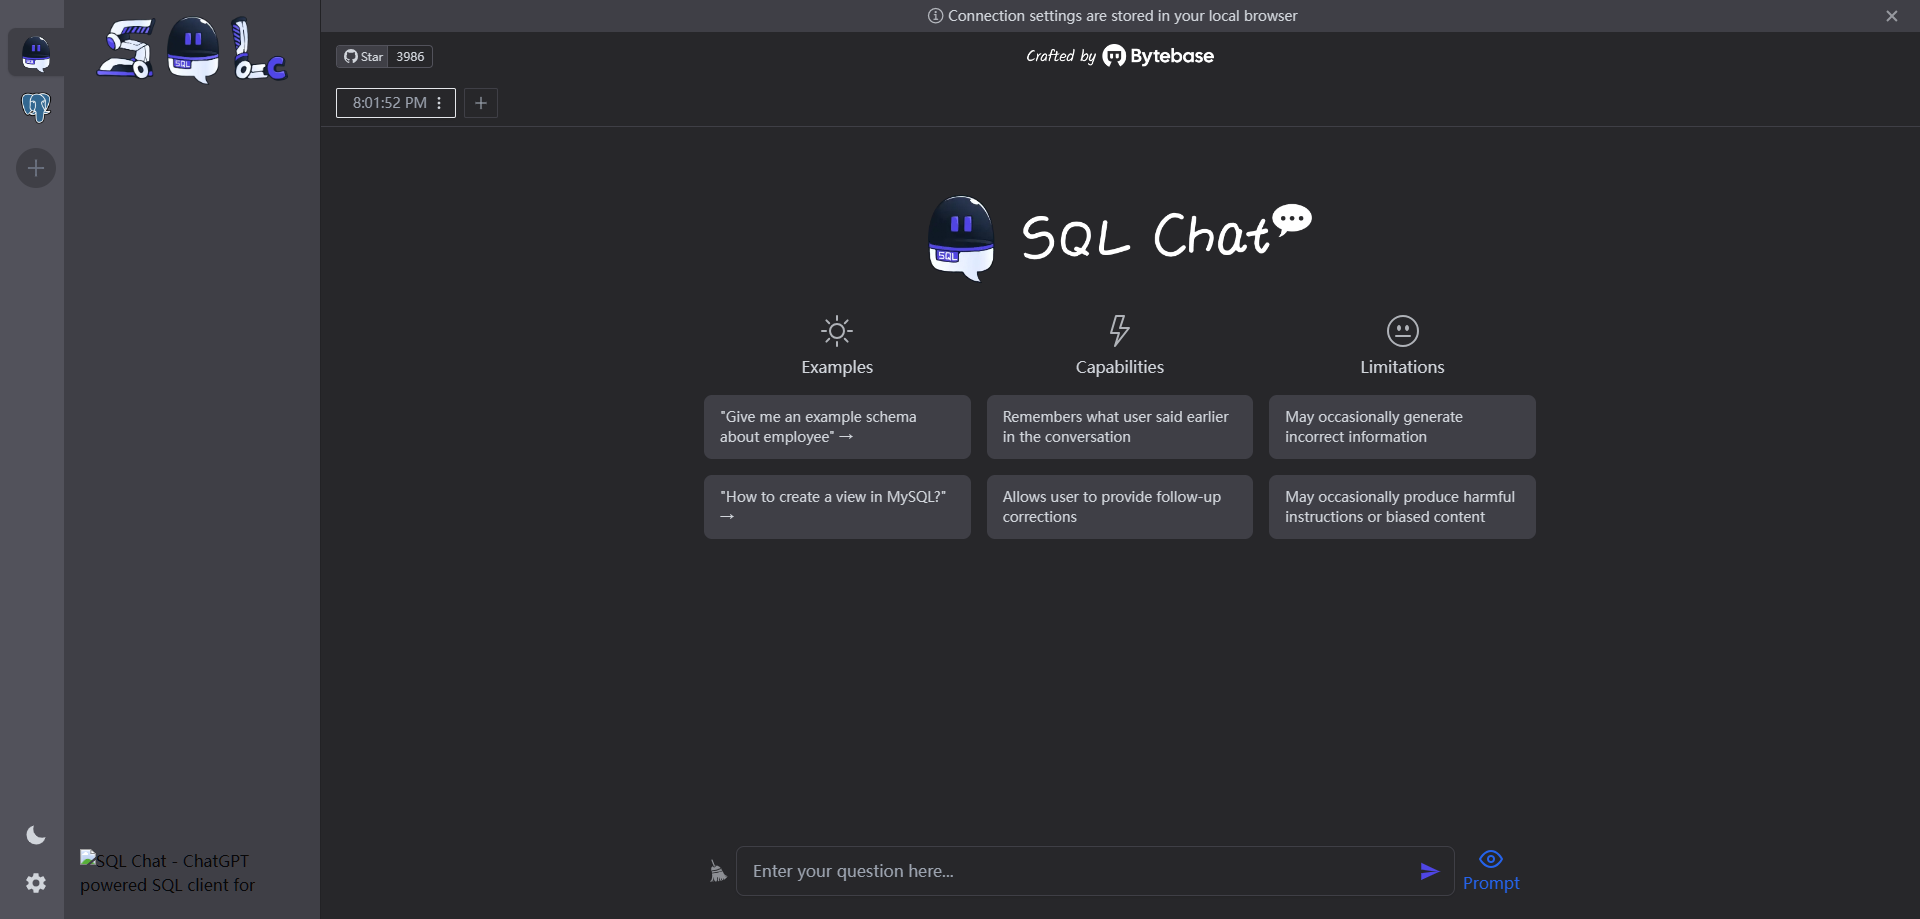 Connection settings are stored in your local browser
Star 3986
Crafted by Bytebase
8:01:52 PM
SQL
SQL Chat
Examples
Capabilities
Limitations
"Give me an example schema
about employee" →
Remembers what user said earlier
in the conversation
May occasionally generate
incorrect information
"How to create a view in MySQL?"
→
Allows user to provide follow-up
corrections
May occasionally produce harmful
instructions or biased content
SQL Chat - ChatGPT
powered SQL client for
Enter your question here...
Prompt